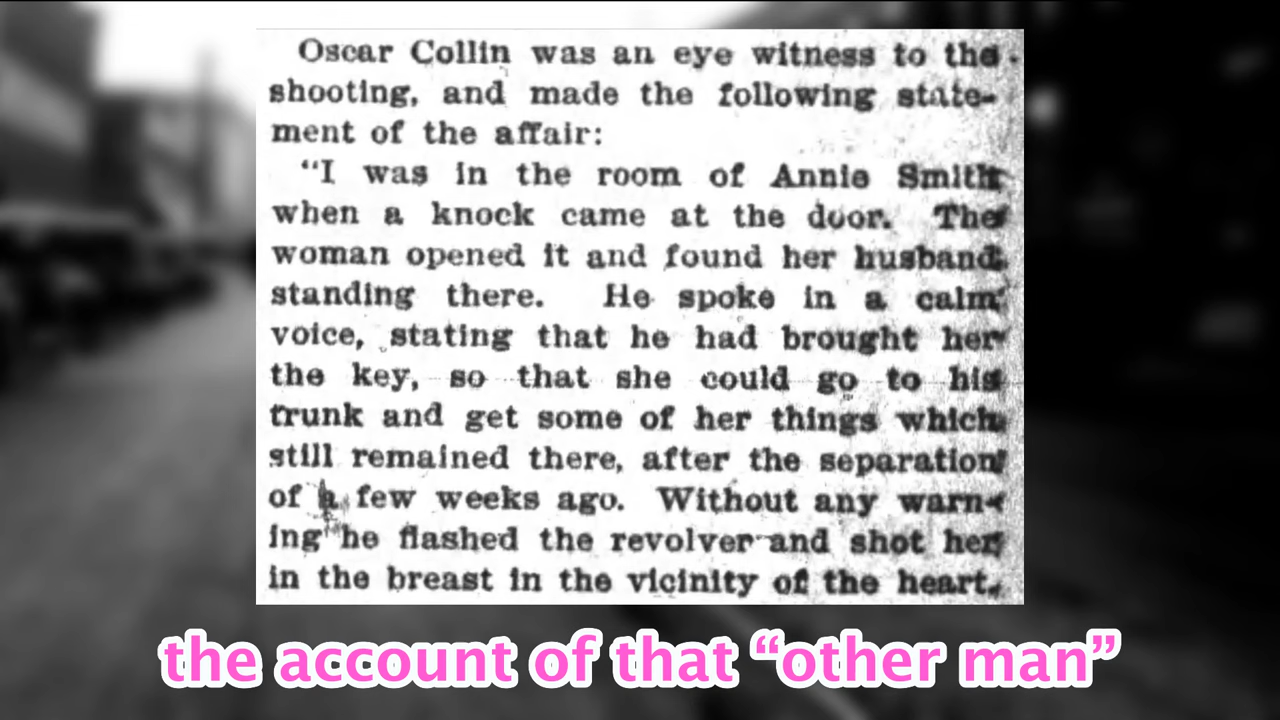 Oscar Collin was an eye witness to the
shooting, and made the following state-
ment of the affair:
"I was in the room of Annie Smith
when a knock came at the door. The
woman opened it and found her husband
standing there. He spoke in a calm
voice, stating that he had brought her
the key, so that she could go to his
trunk and get some of her things which
still remained there, after the separation
of a few weeks ago. Without any warn-
ing he flashed the revolver and shot her
in the breast in the vicinity of the heart.
the account of that “other man”